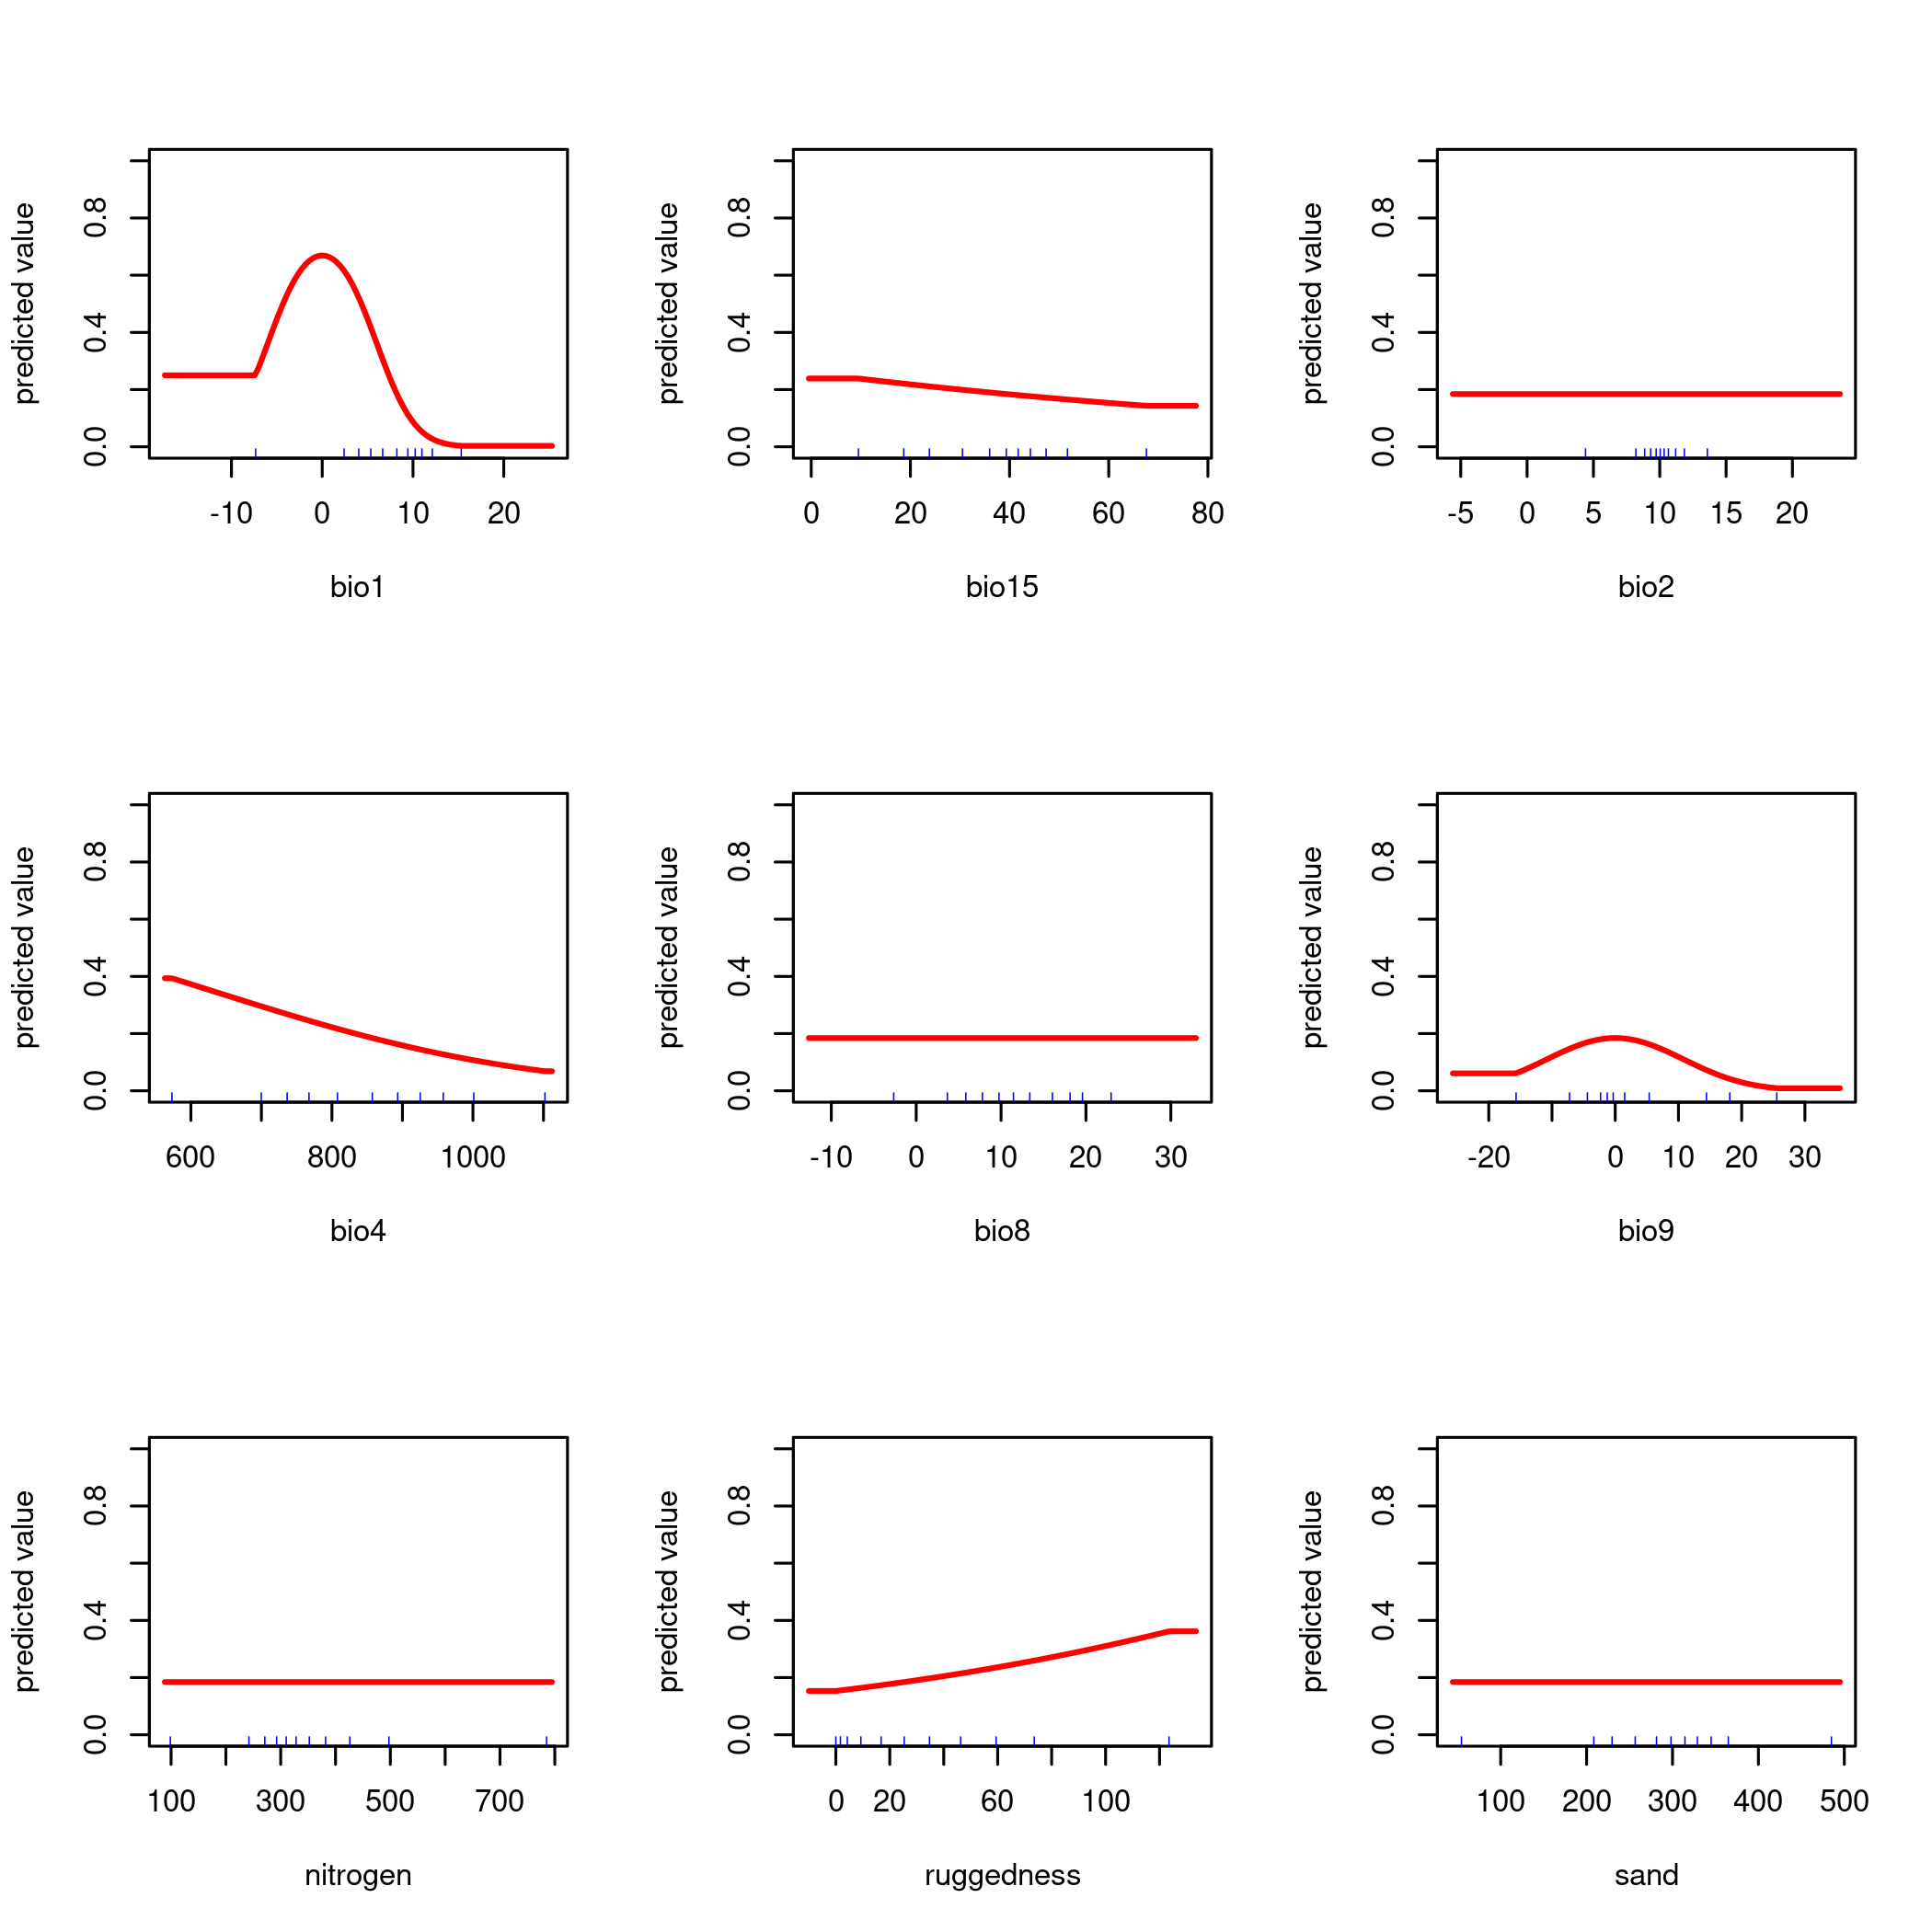 predicted value
0.0 0.4 0.8
-10 0 10 20
bio1
predicted value
0.0 0.4 0.8
0 20 40 60 80
bio15
predicted value
0.0 0.4 0.8
-5 0 5 10 15 20
bio2
predicted value
0.0 0.4 0.8
600 800 1000
bio4
predicted value
0.0 0.4 0.8
-10 0 10 20 30
bio8
predicted value
0.0 0.4 0.8
-20 0 10 20 30
bio9
predicted value
0.0 0.4 0.8
100 300 500 700
nitrogen
predicted value
0.0 0.4 0.8
0 20 60 100
ruggedness
predicted value
0.0 0.4 0.8
100 200 300 400 500
sand